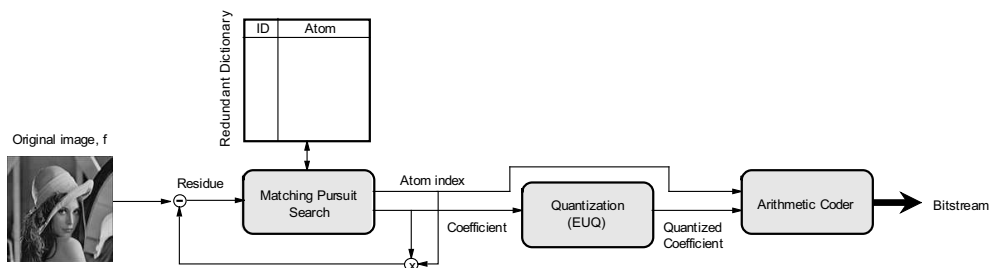 ID Atom
Redundant Dictionary
Original image, f
Residue
Matching Pursuit
Search
Atom index
Coefficient
Quantization
(EUQ)
Quantized
Coefficient
Arithmetic Coder
Bitstream
x